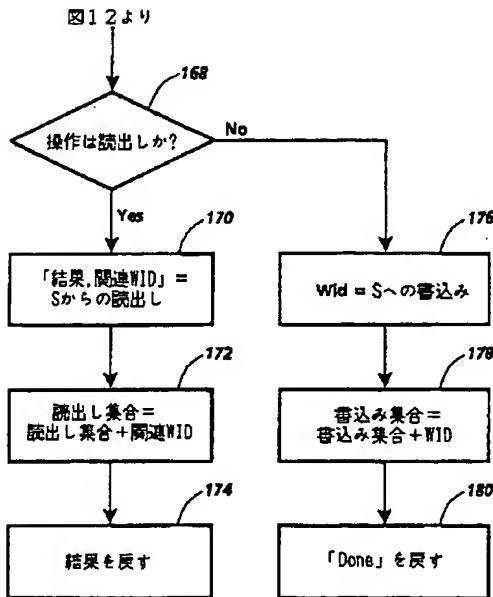 図12より
168
操作は読出しか?
No
Yes
170
「結果,関連WID」=
Sからの読出し
176
Wid = Sへの書込み
172
読出し集合=
読出し集合+関連WID
178
書込み集合=
書込み集合+WID
174
結果を戻す
180
「Done」を戻す